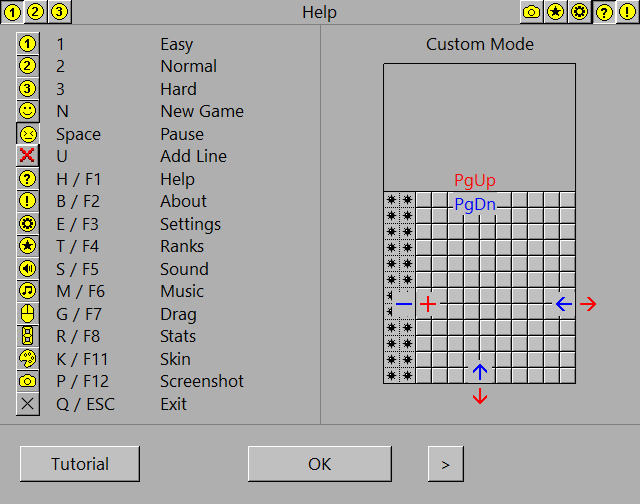 1 2 3 Help ? !
1 1 Easy
2 2 Normal
3 3 Hard
N New Game
Space Pause
U Add Line
? H / F1 Help
! B / F2 About
E / F3 Settings
T / F4 Ranks
S / F5 Sound
M / F6 Music
G / F7 Drag
R / F8 Stats
K / F11 Skin
P / F12 Screenshot
Q / ESC Exit
Custom Mode
PgUp
PgDn
Tutorial OK >